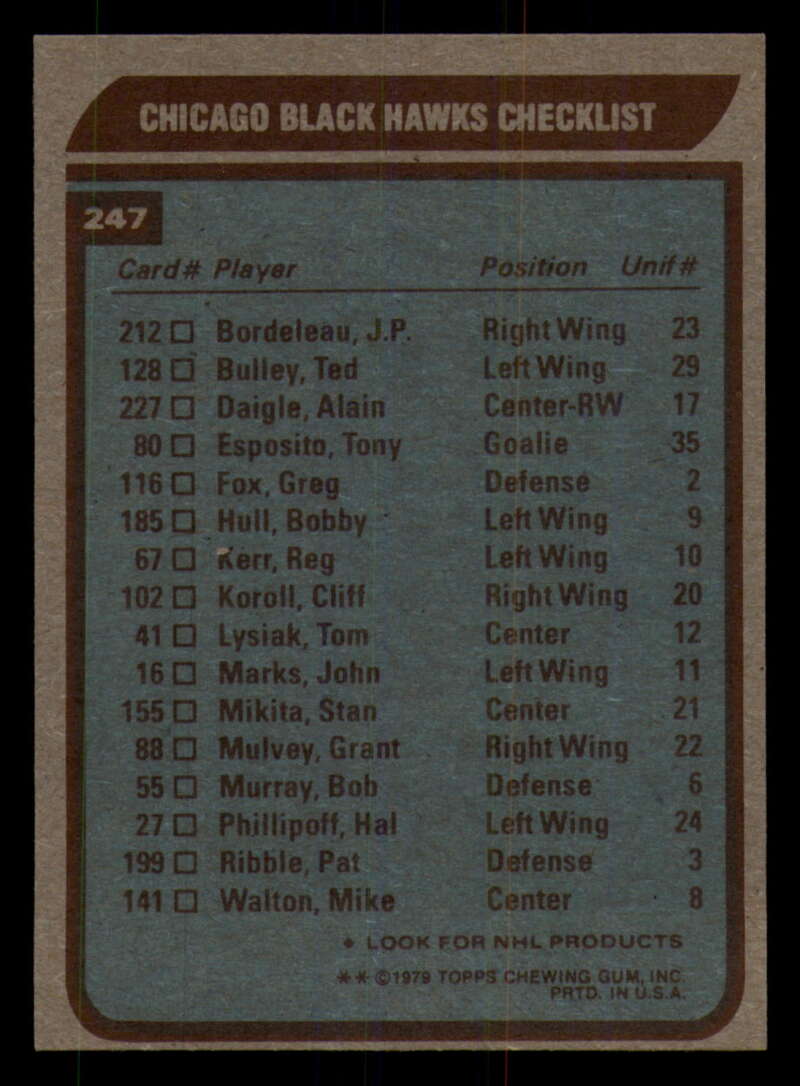 CHICAGO BLACK HAWKS CHECKLIST
247
Card# Player Position Unif#
212 Bordeleau, J.P. Right Wing 23
128 Bulley, Ted Left Wing 29
227 Daigle, Alain Center-RW 17
80 Esposito, Tony Goalie 35
116 Fox, Greg Defense 2
185 Hull, Bobby Left Wing 9
67 Kerr, Reg Left Wing 10
102 Koroll, Cliff Right Wing 20
41 Lysiak, Tom Center 12
16 Marks, John Left Wing 11
155 Mikita, Stan Center 21
88 Mulvey, Grant Right Wing 22
55 Murray, Bob Defense 6
27 Phillipoff, Hal Left Wing 24
199 Ribble, Pat Defense 3
141 Walton, Mike Center 8
• LOOK FOR NHL PRODUCTS
** ©1979 TOPPS CHEWING GUM, INC.
PRTD. IN U.S.A.